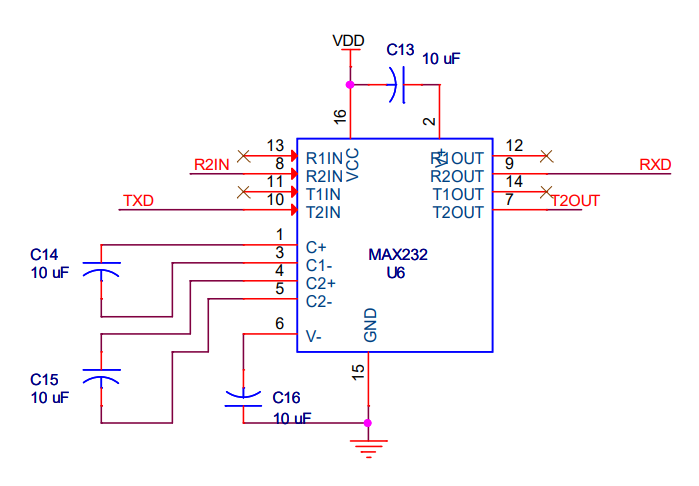 VDD
C13
10 uF
16
2
13
R1IN
VCC
V+
R1OUT
12
R2IN
8
R2IN
R2OUT
9
RXD
11
T1IN
T1OUT
14
TXD
10
T2IN
T2OUT
7
T2OUT
1
C+
C14
10 uF
3
C1-
MAX232
4
C2+
U6
5
C2-
6
V-
GND
15
C15
10 uF
C16
10 uF